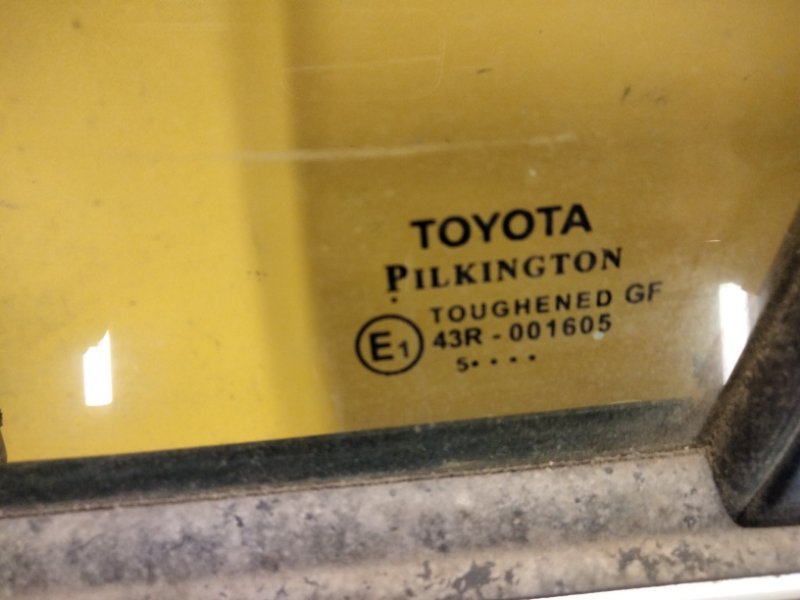 TOYOTA
PILKINGTON
TOUGHENED GF
E1 43R - 001605
5••••